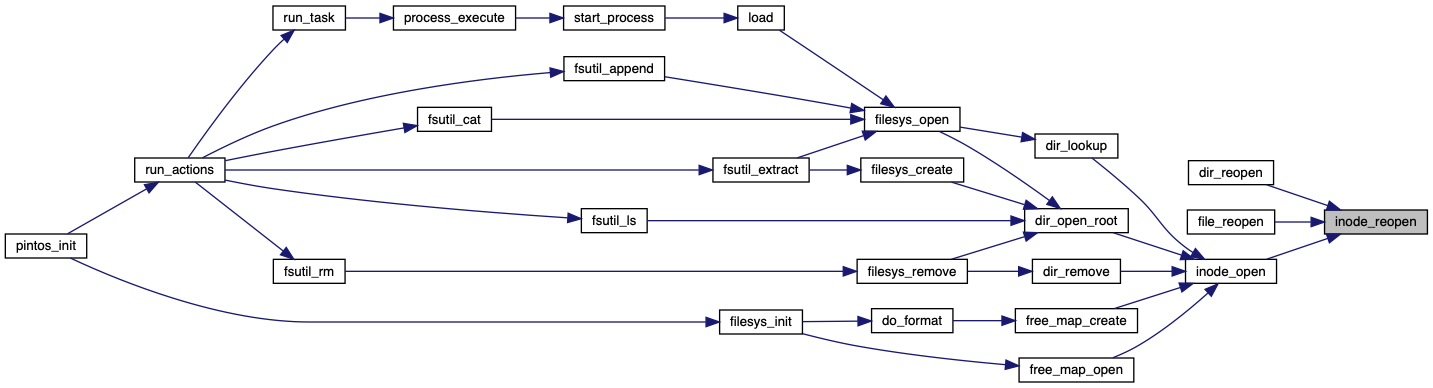 run_task
process_execute
start_process
load
fsutil_append
fsutil_cat
filesys_open
dir_lookup
run_actions
fsutil_extract
filesys_create
dir_reopen
fsutil_ls
dir_open_root
file_reopen
inode_reopen
pintos_init
fsutil_rm
filesys_remove
dir_remove
inode_open
filesys_init
do_format
free_map_create
free_map_open